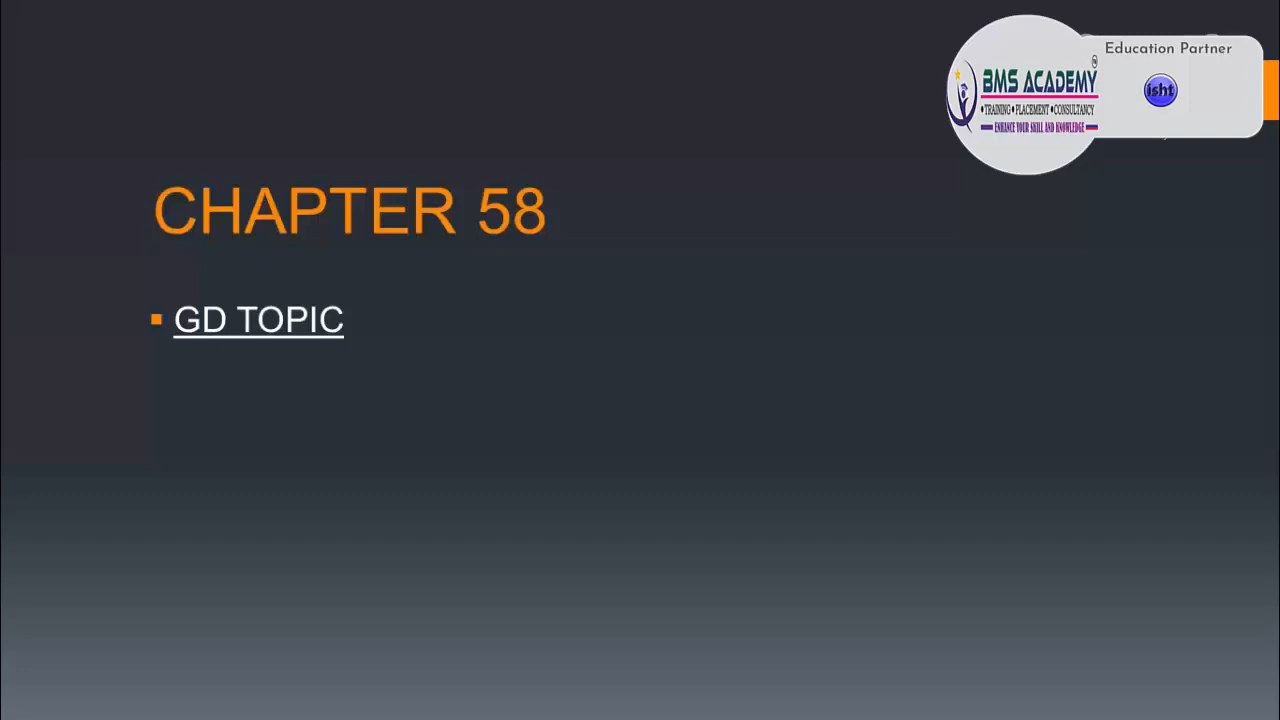 Education Partner
BMS ACADEMY
•TRAINING•PLACEMENT•CONSULTANCY
ENHANCE YOUR SKILL AND KNOWLEDGE
isht
CHAPTER 58
GD TOPIC